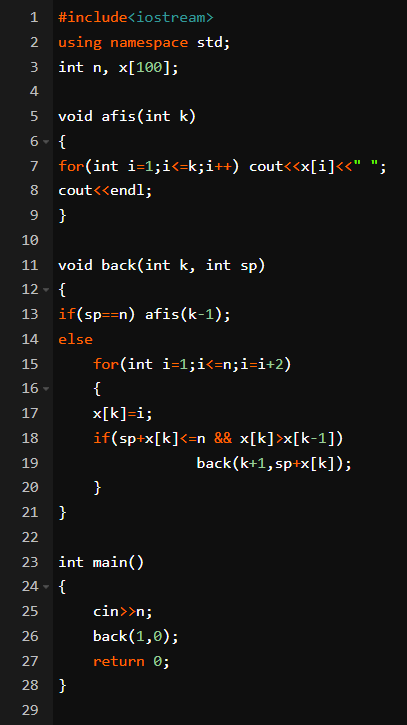 1 #include<iostream>
2 using namespace std;
3 int n, x[100];
4
5 void afis(int k)
6 {
7 for(int i=1;i<=k;i++) cout<<x[i]<<" ";
8 cout<<endl;
9 }
10
11 void back(int k, int sp)
12 {
13 if(sp==n) afis(k-1);
14 else
15     for(int i=1;i<=n;i=i+2)
16     {
17     x[k]=i;
18     if(sp+x[k]<=n && x[k]>x[k-1])
19                 back(k+1,sp+x[k]);
20     }
21 }
22
23 int main()
24 {
25     cin>>n;
26     back(1,0);
27     return 0;
28 }
29